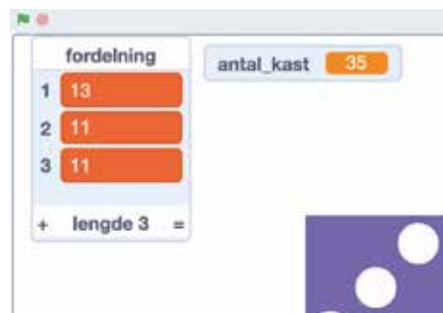 fordelning
1 13
2 11
3 11
+ lengde 3 =
antal_kast 35